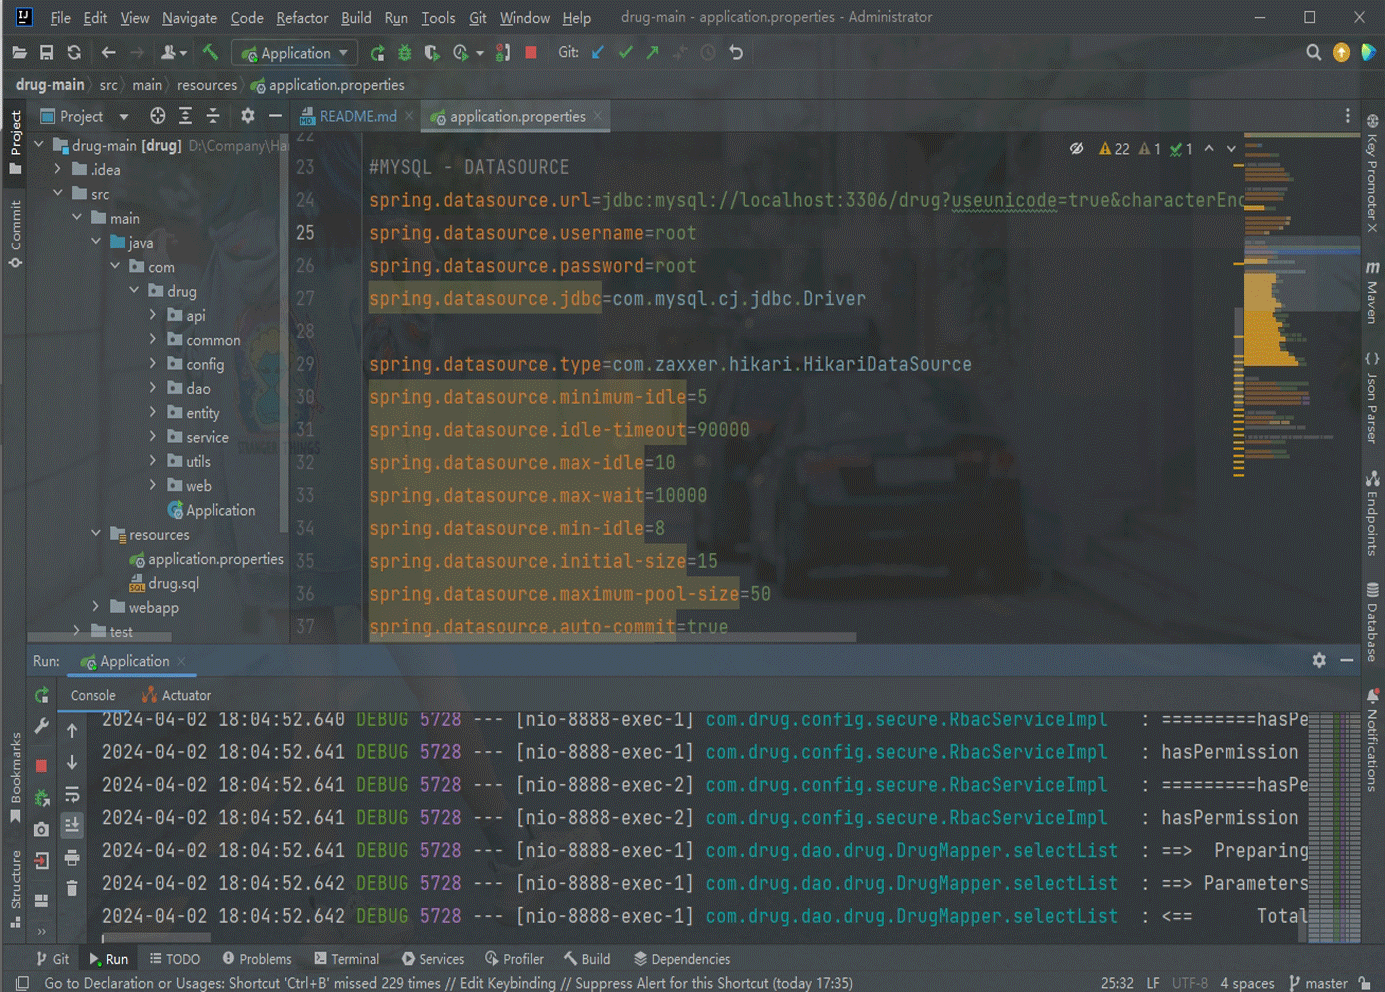 IJ File Edit View Navigate Code Refactor Build Run Tools Git Window Help drug-main - application.properties - Administrator
Application Git:
drug-main src main resources application.properties
Project README.md application.properties
drug-main [drug] D:\Company\Ha
.idea
src
main
java
com
drug
api
common
config
dao
entity
service
utils
web
Application
resources
application.properties
drug.sql
webapp
test
22
23 #MYSQL - DATASOURCE
24 spring.datasource.url=jdbc:mysql://localhost:3306/drug?useunicode=true&characterEnc
25 spring.datasource.username=root
26 spring.datasource.password=root
27 spring.datasource.jdbc=com.mysql.cj.jdbc.Driver
28
29 spring.datasource.type=com.zaxxer.hikari.HikariDataSource
30 spring.datasource.minimum-idle=5
31 spring.datasource.idle-timeout=90000
32 spring.datasource.max-idle=10
33 spring.datasource.max-wait=10000
34 spring.datasource.min-idle=8
35 spring.datasource.initial-size=15
36 spring.datasource.maximum-pool-size=50
37 spring.datasource.auto-commit=true
22 1 1
Project
Commit
Bookmarks
Structure
Key Promoter X
Maven
Json Parser
Endpoints
Database
Notifications
STRANGER THINGS
Run: Application
Console Actuator
2024-04-02 18:04:52.640 DEBUG 5728 --- [nio-8888-exec-1] com.drug.config.secure.RbacServiceImpl : =========hasPe
2024-04-02 18:04:52.641 DEBUG 5728 --- [nio-8888-exec-1] com.drug.config.secure.RbacServiceImpl : hasPermission
2024-04-02 18:04:52.641 DEBUG 5728 --- [nio-8888-exec-2] com.drug.config.secure.RbacServiceImpl : =========hasPe
2024-04-02 18:04:52.641 DEBUG 5728 --- [nio-8888-exec-2] com.drug.config.secure.RbacServiceImpl : hasPermission
2024-04-02 18:04:52.641 DEBUG 5728 --- [nio-8888-exec-1] com.drug.dao.drug.DrugMapper.selectList : ==> Preparing
2024-04-02 18:04:52.642 DEBUG 5728 --- [nio-8888-exec-1] com.drug.dao.drug.DrugMapper.selectList : ==> Parameters
2024-04-02 18:04:52.642 DEBUG 5728 --- [nio-8888-exec-1] com.drug.dao.drug.DrugMapper.selectList : <== Total
Git Run TODO Problems Terminal Services Profiler Build Dependencies
Go to Declaration or Usages: Shortcut 'Ctrl+B' missed 229 times // Edit Keybinding // Suppress Alert for this Shortcut (today 17:35) 25:32 LF UTF-8 4 spaces master